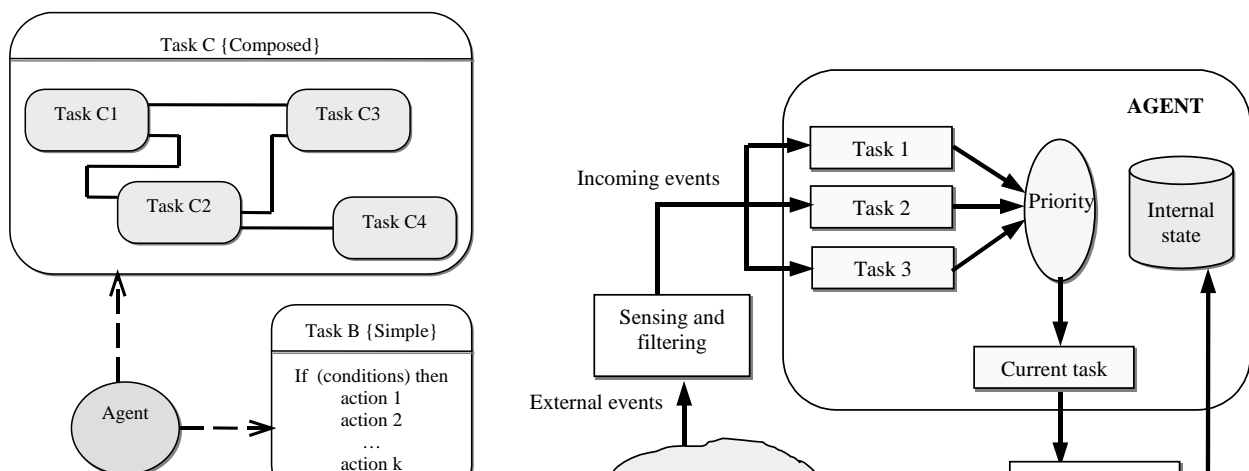 Task C {Composed}
Task C1
Task C3
Task C2
Task C4
Task B {Simple}
If (conditions) then
action 1
action 2
…
action k
Agent
AGENT
Task 1
Incoming events
Task 2
Priority
Internal
state
Task 3
Sensing and
filtering
Current task
External events